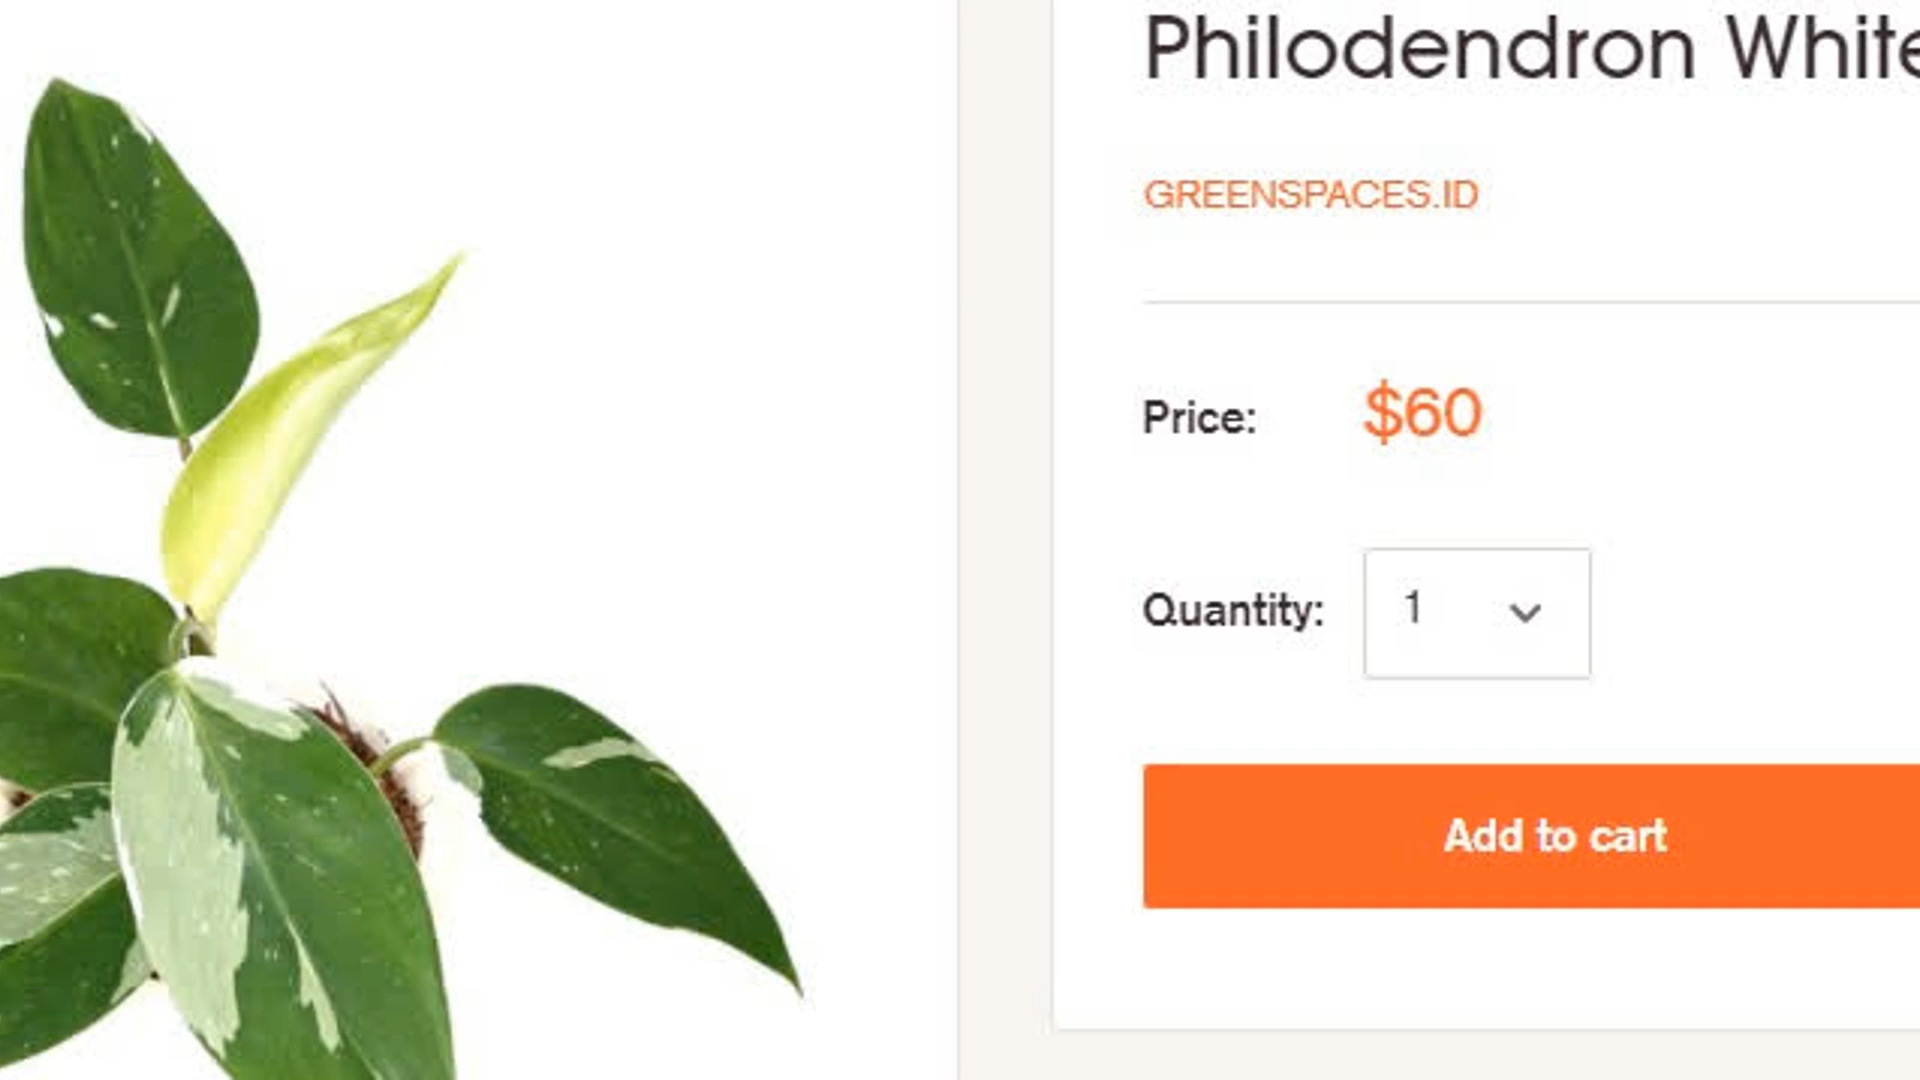 Philodendron White
GREENSPACES.ID
Price: $60
Quantity: 1
Add to cart